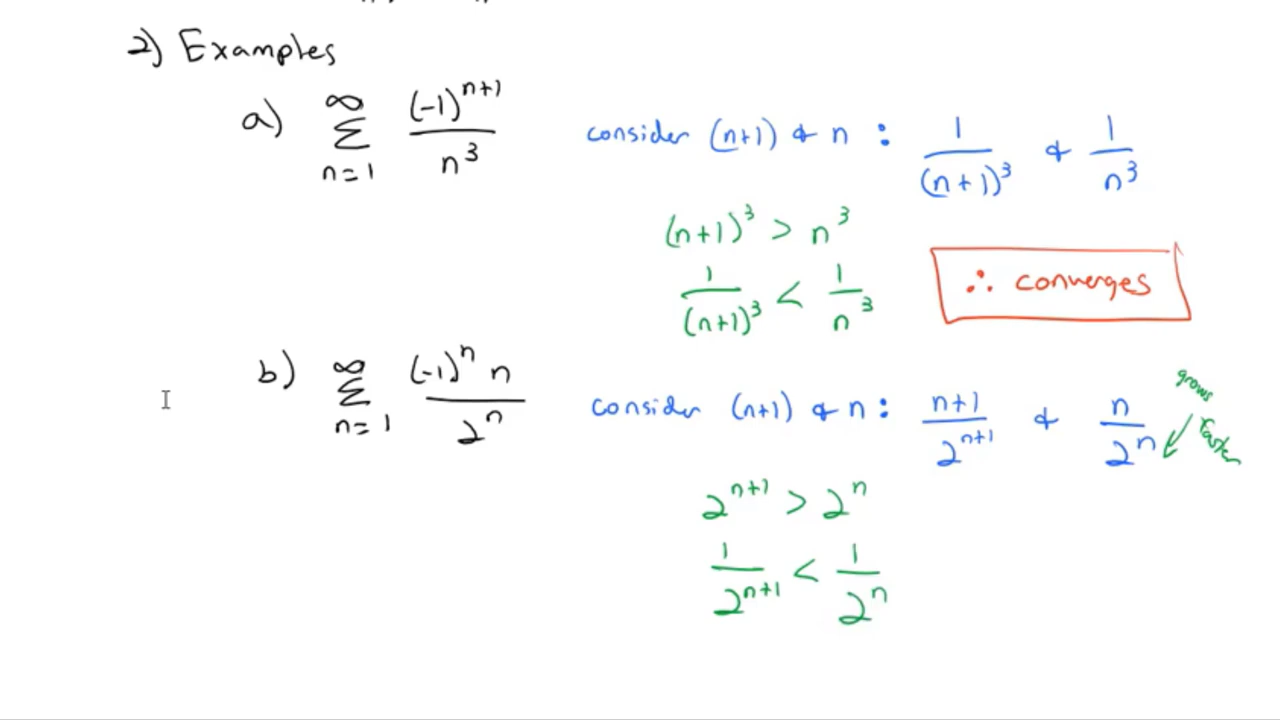 2) Examples
a) ∞ Σ n=1 (-1)^(n+1) / n^3
consider (n+1) & n : 1/(n+1)^3 & 1/n^3
(n+1)^3 > n^3
1/(n+1)^3 < 1/n^3
∴ converges
b) ∞ Σ n=1 (-1)^n n / 2^n
consider (n+1) & n : (n+1)/2^(n+1) & n/2^n
grows
faster
2^(n+1) > 2^n
1/2^(n+1) < 1/2^n